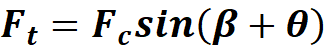 F_t = F_c sin(β + θ)